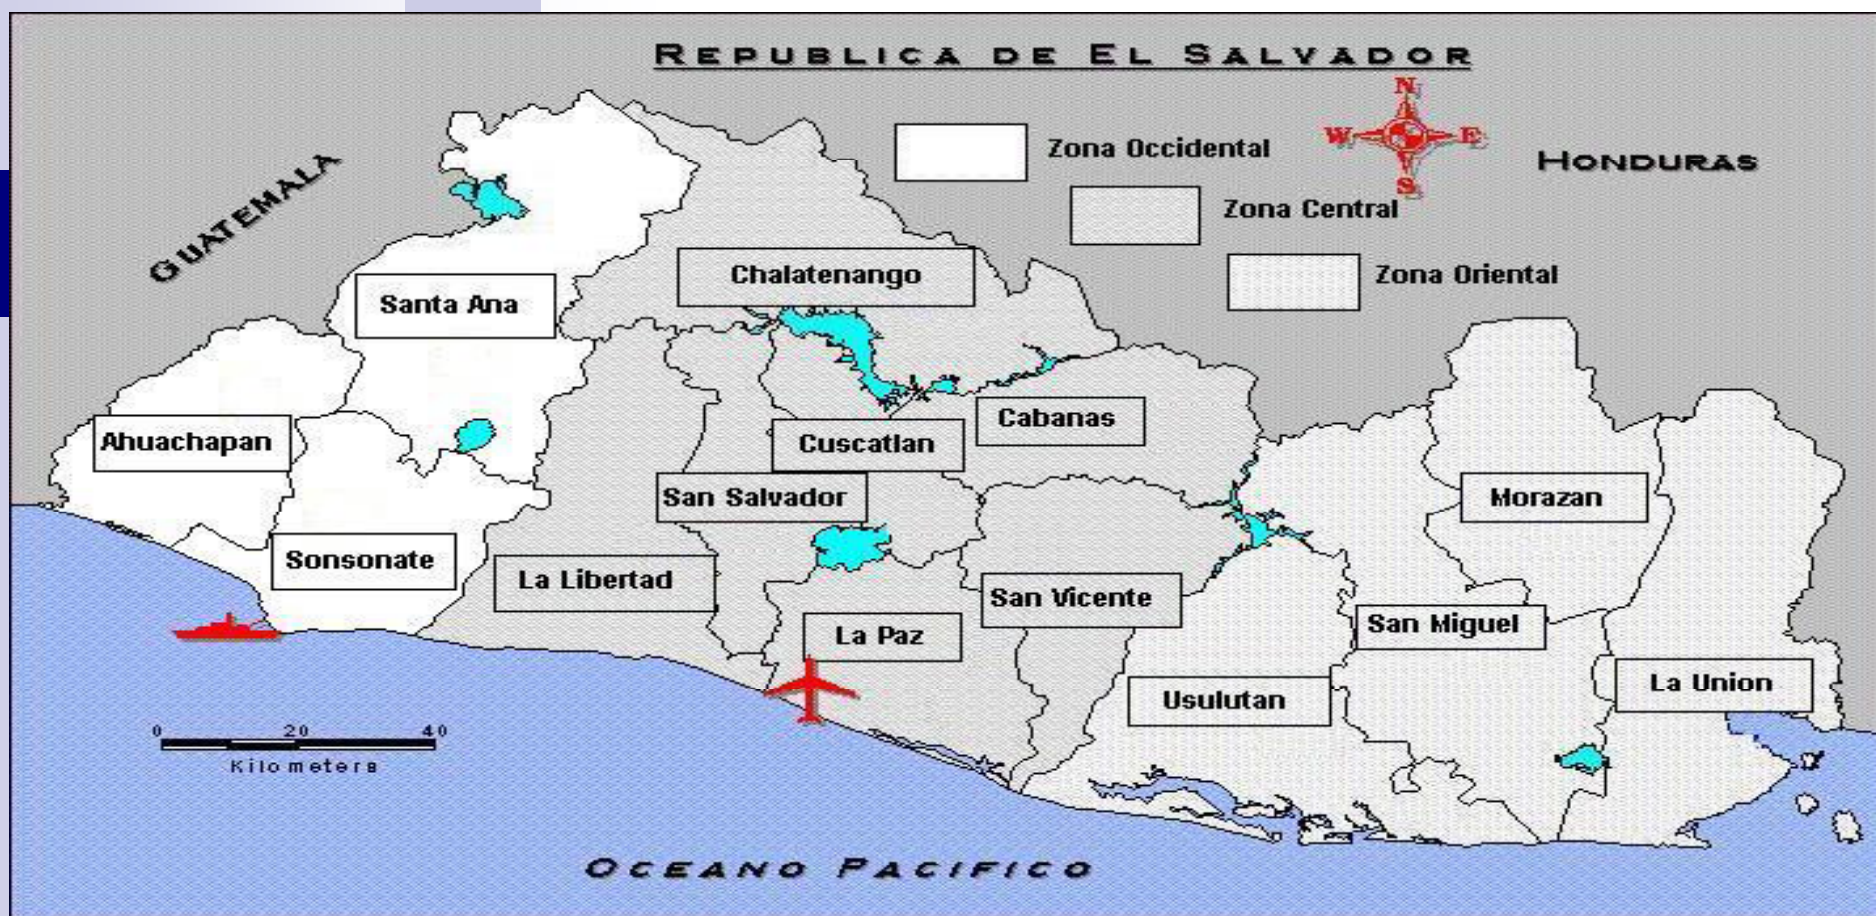 REPUBLICA DE EL SALVADOR
N
W E
S
Zona Occidental
HONDURAS
GUATEMALA
Zona Central
Zona Oriental
Chalatenango
Santa Ana
Cabanas
Ahuachapan
Cuscatlan
San Salvador
Morazan
Sonsonate
La Libertad
San Vicente
La Paz
San Miguel
Usulutan
La Union
0 20 40
Kilometers
OCEANO PACIFICO